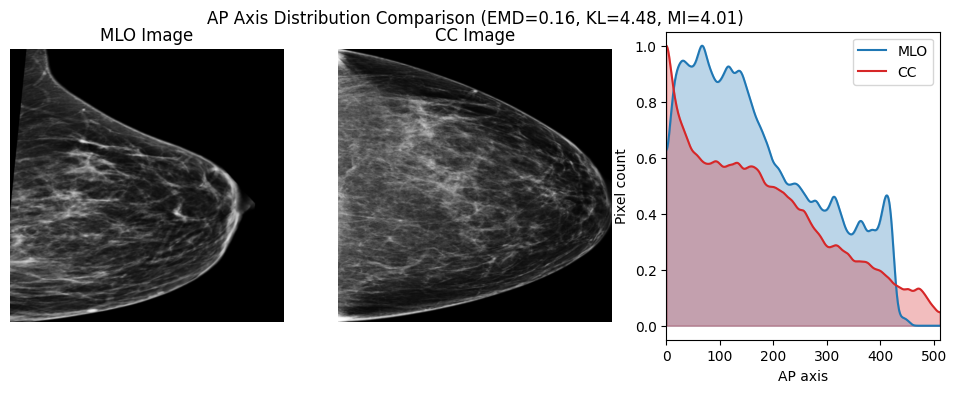 AP Axis Distribution Comparison (EMD=0.16, KL=4.48, MI=4.01)
MLO Image
CC Image
MLO
CC
Pixel count
1.0
0.8
0.6
0.4
0.2
0.0
0 100 200 300 400 500
AP axis